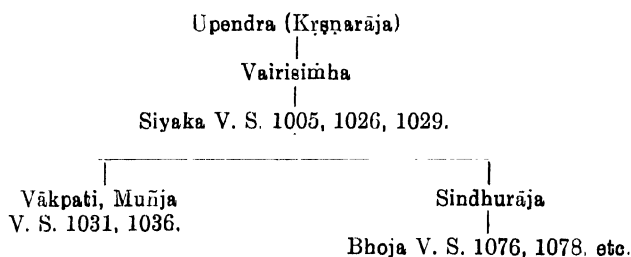 Upendra (Kṛṣṇarāja)
Vairisiṁha
Siyaka V. S. 1005, 1026, 1029.
Vākpati, Muñja
V. S. 1031, 1036.
Sindhurāja
Bhoja V. S. 1076, 1078. etc.